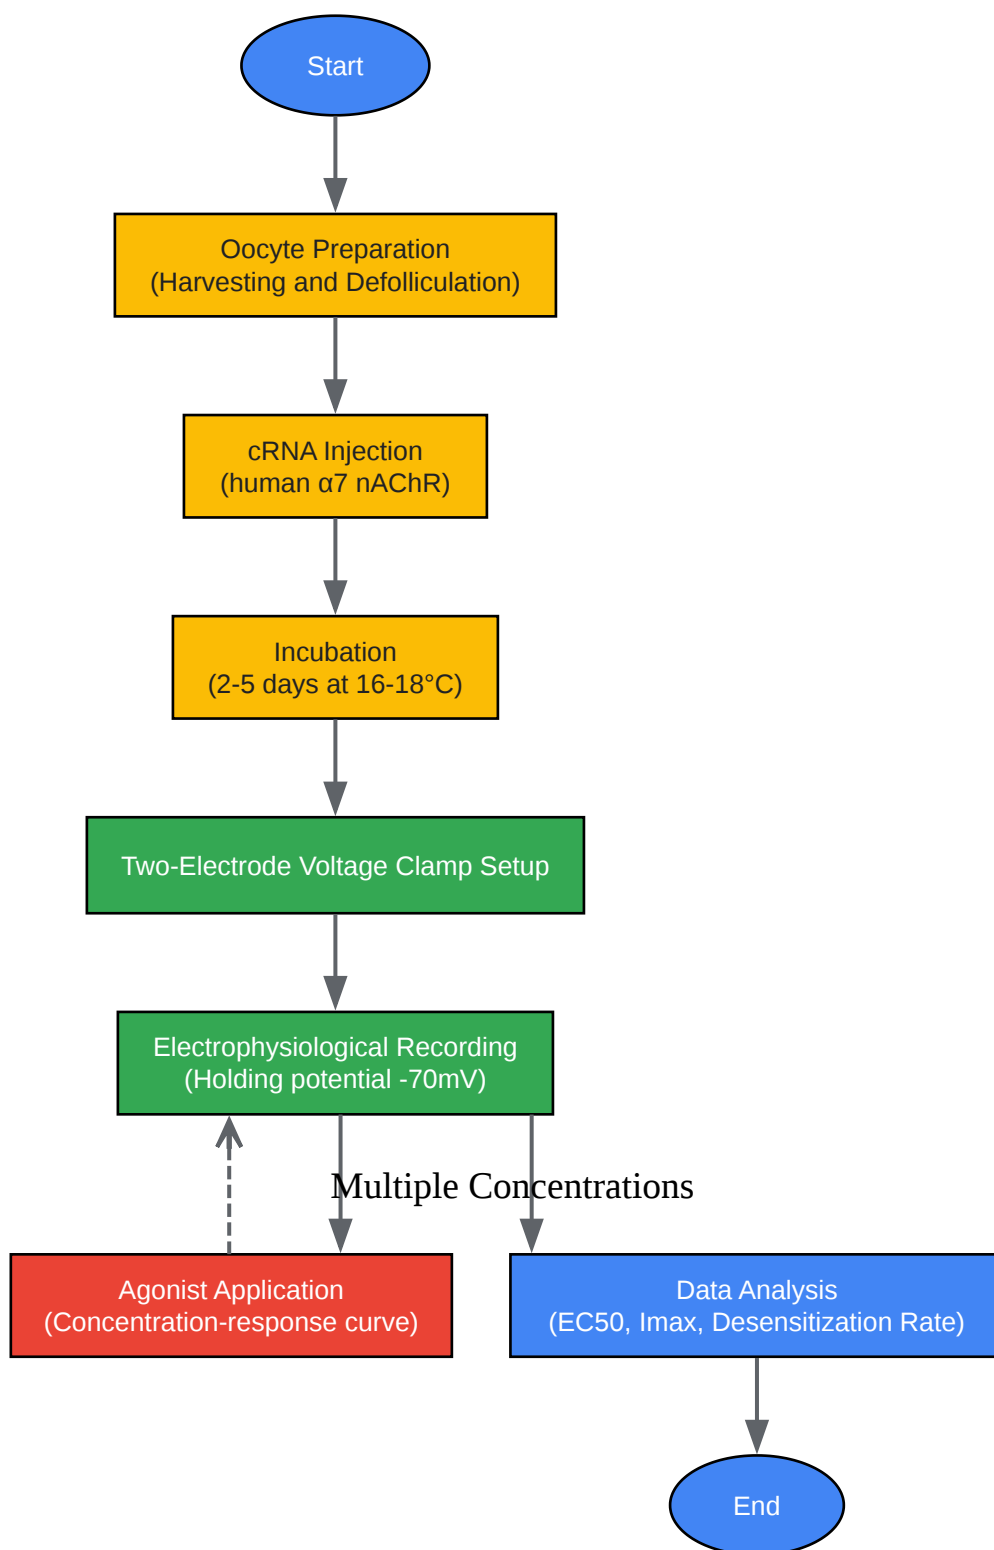 Start
Oocyte Preparation
(Harvesting and Defolliculation)
cRNA Injection
(human α7 nAChR)
Incubation
(2-5 days at 16-18°C)
Two-Electrode Voltage Clamp Setup
Electrophysiological Recording
(Holding potential -70mV)
Multiple Concentrations
Agonist Application
(Concentration-response curve)
Data Analysis
(EC50, Imax, Desensitization Rate)
End